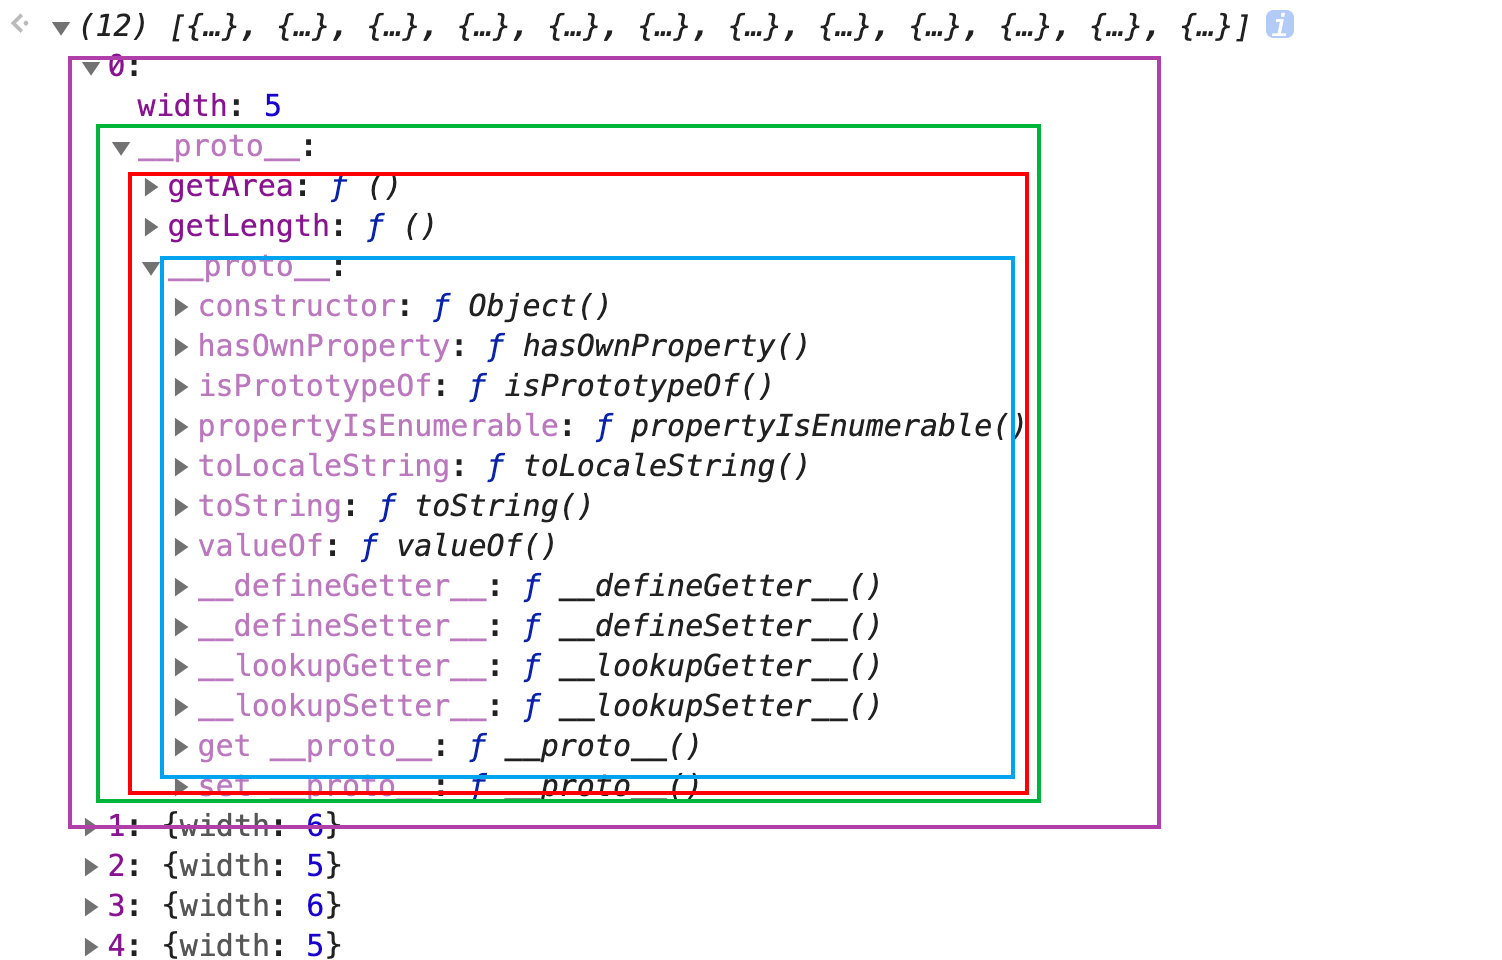 (12) [{…}, {…}, {…}, {…}, {…}, {…}, {…}, {…}, {…}, {…}, {…}, {…}] i
0:
width: 5
__proto__:
getArea: ƒ ()
getLength: ƒ ()
__proto__:
constructor: ƒ Object()
hasOwnProperty: ƒ hasOwnProperty()
isPrototypeOf: ƒ isPrototypeOf()
propertyIsEnumerable: ƒ propertyIsEnumerable()
toLocaleString: ƒ toLocaleString()
toString: ƒ toString()
valueOf: ƒ valueOf()
__defineGetter__: ƒ __defineGetter__()
__defineSetter__: ƒ __defineSetter__()
__lookupGetter__: ƒ __lookupGetter__()
__lookupSetter__: ƒ __lookupSetter__()
get __proto__: ƒ __proto__()
set __proto__: ƒ __proto__()
1: {width: 6}
2: {width: 5}
3: {width: 6}
4: {width: 5}